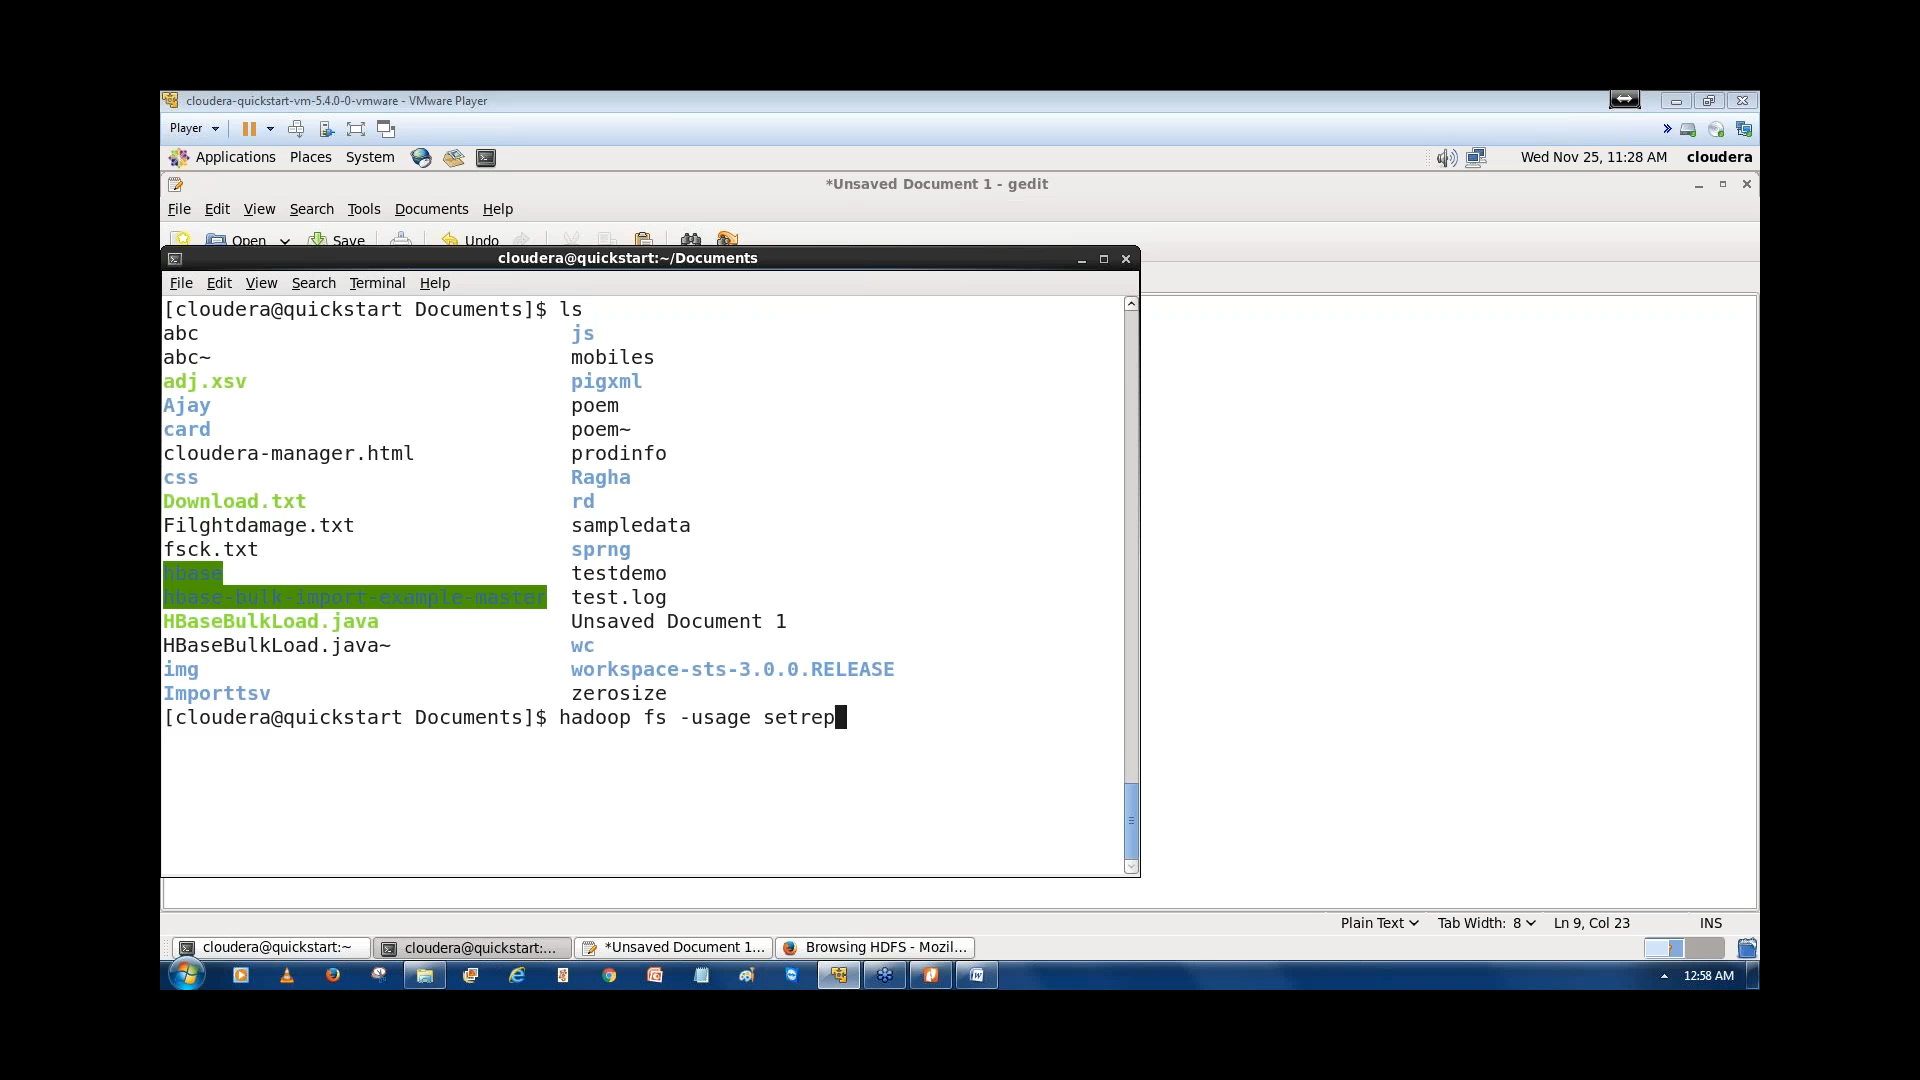 cloudera-quickstart-vm-5.4.0-0-vmware - VMware Player
Player
Applications Places System Wed Nov 25, 11:28 AM cloudera
*Unsaved Document 1 - gedit
File Edit View Search Tools Documents Help
Open Save Undo
cloudera@quickstart:~/Documents
File Edit View Search Terminal Help
[cloudera@quickstart Documents]$ ls
abc js
abc~ mobiles
adj.xsv pigxml
Ajay poem
card poem~
cloudera-manager.html prodinfo
css Ragha
Download.txt rd
Filghtdamage.txt sampledata
fsck.txt sprng
hbase testdemo
hbase-bulk-import-example-master test.log
HBaseBulkLoad.java Unsaved Document 1
HBaseBulkLoad.java~ wc
img workspace-sts-3.0.0.RELEASE
Importtsv zerosize
[cloudera@quickstart Documents]$ hadoop fs -usage setrep
Plain Text Tab Width: 8 Ln 9, Col 23 INS
cloudera@quickstart:~ cloudera@quickstart:... *Unsaved Document 1... Browsing HDFS - Mozil...
12:58 AM